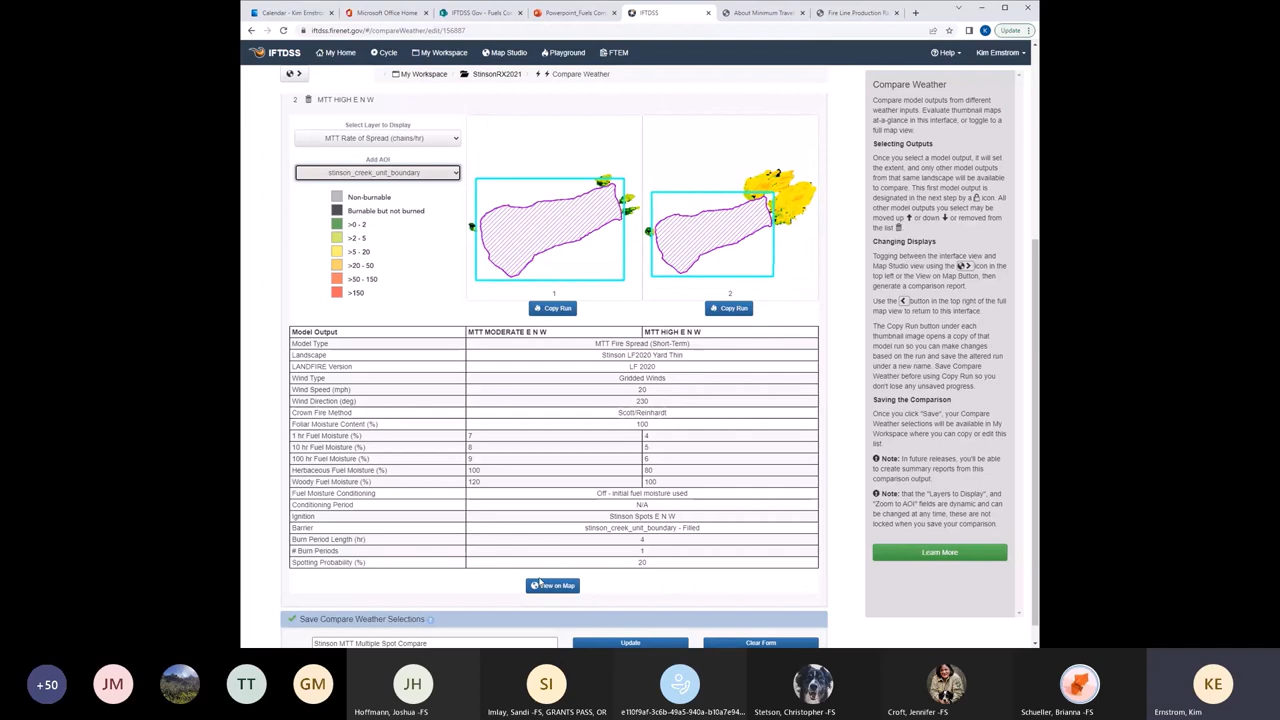 Calendar - Kim Ernstrom
Microsoft Office Home
IFTDSS Gov - Fuels Co
Powerpoint_Fuels Com
IFTDSS
About Minimum Travel
Fire Line Production Ra
iftdss.firenet.gov/#/compareWeather/edit/156887
Update
IFTDSS
My Home
Cycle
My Workspace
Map Studio
Playground
FTEM
Help
Kim Ernstrom
My Workspace
StinsonRX2021
Compare Weather
2 MTT HIGH E N W
Select Layer to Display
MTT Rate of Spread (chains/hr)
Add AOI
stinson_creek_unit_boundary
Non-burnable
Burnable but not burned
>0 - 2
>2 - 5
>5 - 20
>20 - 50
>50 - 150
>150
1
2
Copy Run
Copy Run
Model Output MTT MODERATE E N W MTT HIGH E N W
Model Type MTT Fire Spread (Short-Term)
Landscape Stinson LF2020 Yard Thin
LANDFIRE Version LF 2020
Wind Type Gridded Winds
Wind Speed (mph) 20
Wind Direction (deg) 230
Crown Fire Method Scott/Reinhardt
Foliar Moisture Content (%) 100
1 hr Fuel Moisture (%) 7 4
10 hr Fuel Moisture (%) 8 5
100 hr Fuel Moisture (%) 9 6
Herbaceous Fuel Moisture (%) 100 80
Woody Fuel Moisture (%) 120 100
Fuel Moisture Conditioning Off - initial fuel moisture used
Conditioning Period N/A
Ignition Stinson Spots E N W
Barrier stinson_creek_unit_boundary - Filled
Burn Period Length (hr) 4
# Burn Periods 1
Spotting Probability (%) 20
View on Map
Save Compare Weather Selections
Stinson MTT Multiple Spot Compare
Update
Clear Form
Compare Weather
Compare model outputs from different
weather inputs. Evaluate thumbnail maps
at-a-glance in this interface, or toggle to a
full map view.
Selecting Outputs
Once you select a model output, it will set
the extent, and only other model outputs
from that same landscape will be available
to compare. This first model output is
designated in the next step by a icon. All
other model outputs you select may be
moved up or down or removed from
the list
Changing Displays
Togging between the interface view and
Map Studio view using the icon in the
top left or the View on Map Button, then
generate a comparison report.
Use the button in the top right of the full
map view to return to this interface.
The Copy Run button under each
thumbnail image opens a copy of that
model run so you can make changes
based on the run and save the altered run
under a new name. Save Compare
Weather before using Copy Run so you
don't lose any unsaved progress.
Saving the Comparison
Once you click "Save", your Compare
Weather selections will be available in My
Workspace where you can copy or edit this
list.
Note: In future releases, you'll be able
to create summary reports from this
comparison output.
Note: that the "Layers to Display", and
"Zoom to AOI" fields are dynamic and can
be changed at any time, these are not
locked when you save your comparison.
Learn More
+50
JM
TT
GM
JH
SI
KE
Hoffmann, Joshua -FS
Imlay, Sandi -FS, GRANTS PASS, OR
e110f9af-3c6b-49a5-940a-b10a7e94...
Stetson, Christopher -FS
Croft, Jennifer -FS
Schueller, Brianna -FS
Ernstrom, Kim